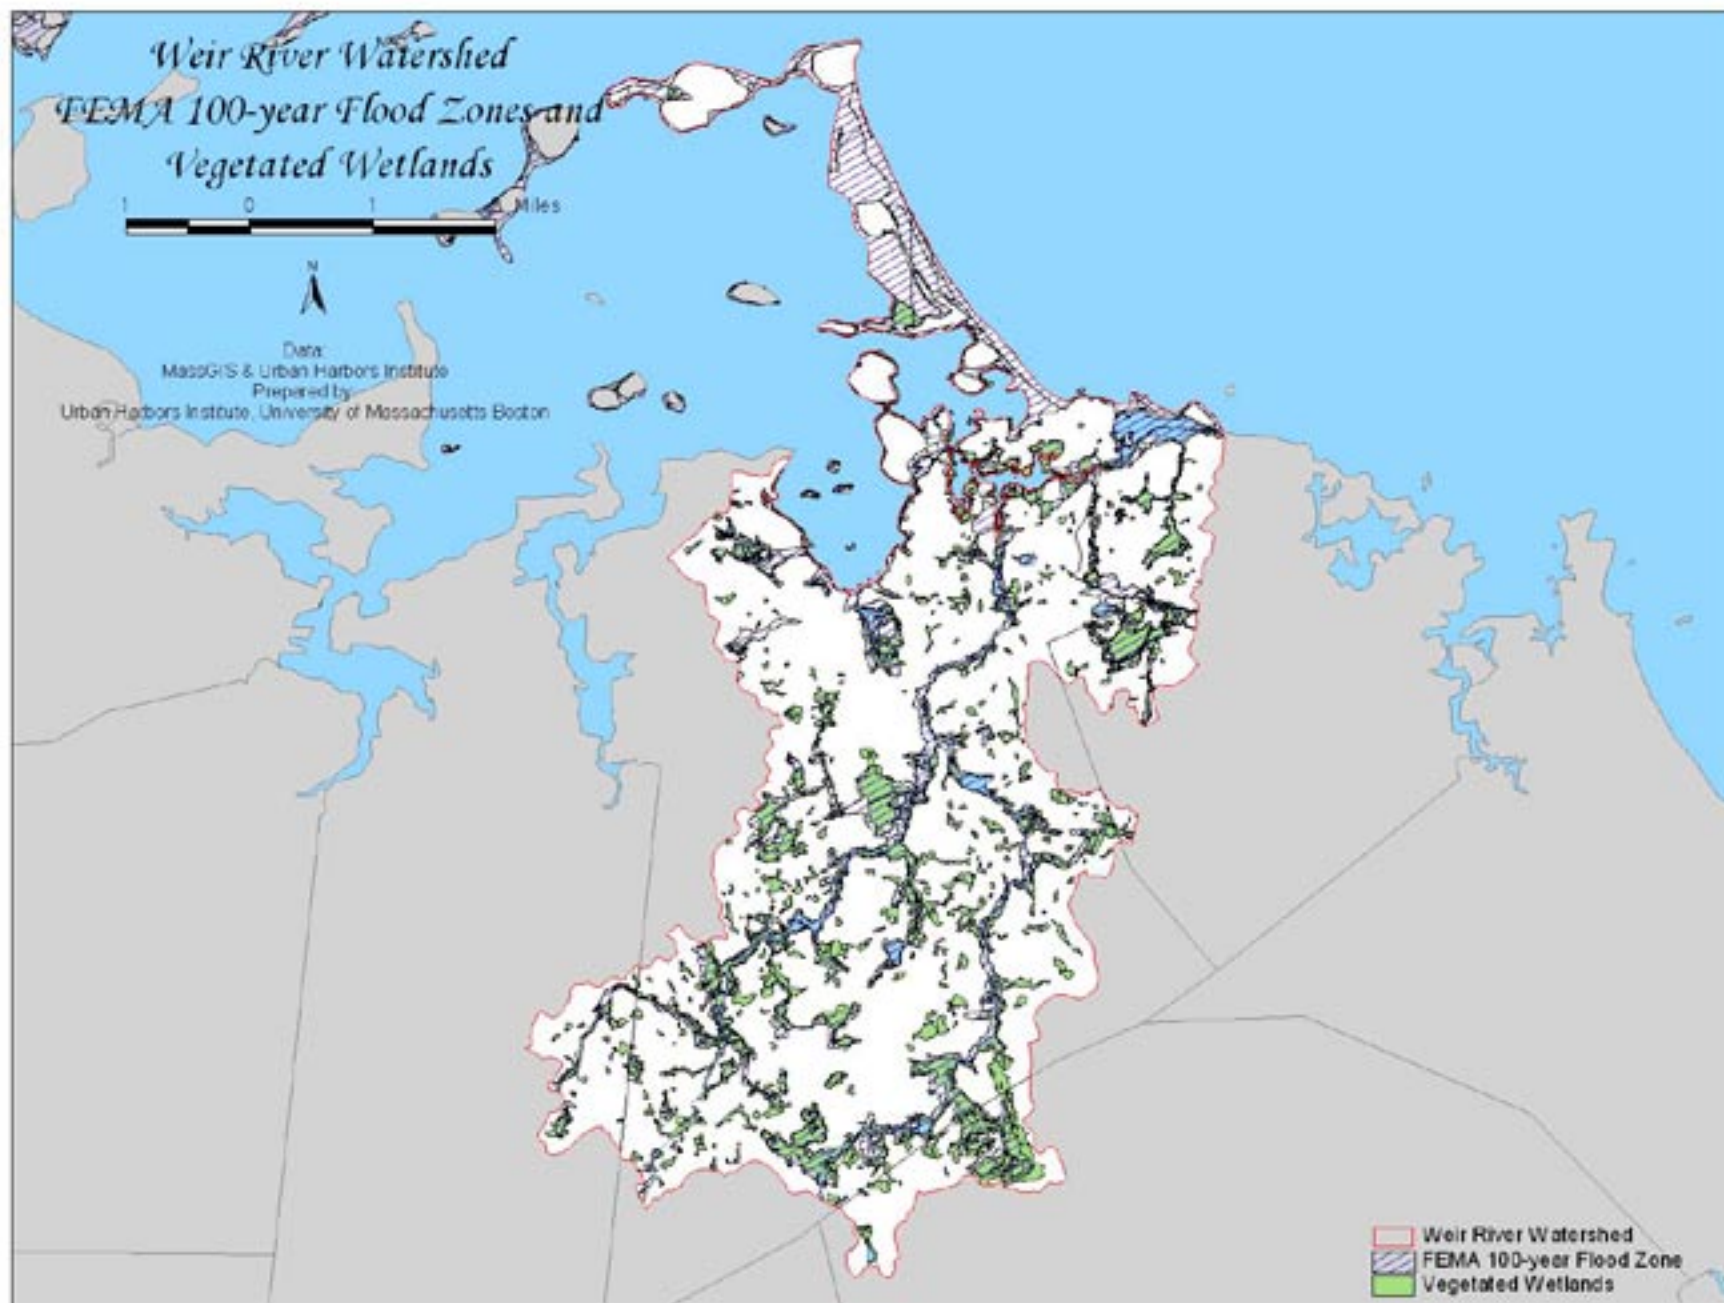 Weir River Watershed
FEMA 100-year Flood Zones and
Vegetated Wetlands
1 0 1 Miles
N
Data:
MassGIS & Urban Harbors Institute
Prepared by:
Urban Harbors Institute, University of Massachusetts Boston
Weir River Watershed
FEMA 100-year Flood Zone
Vegetated Wetlands